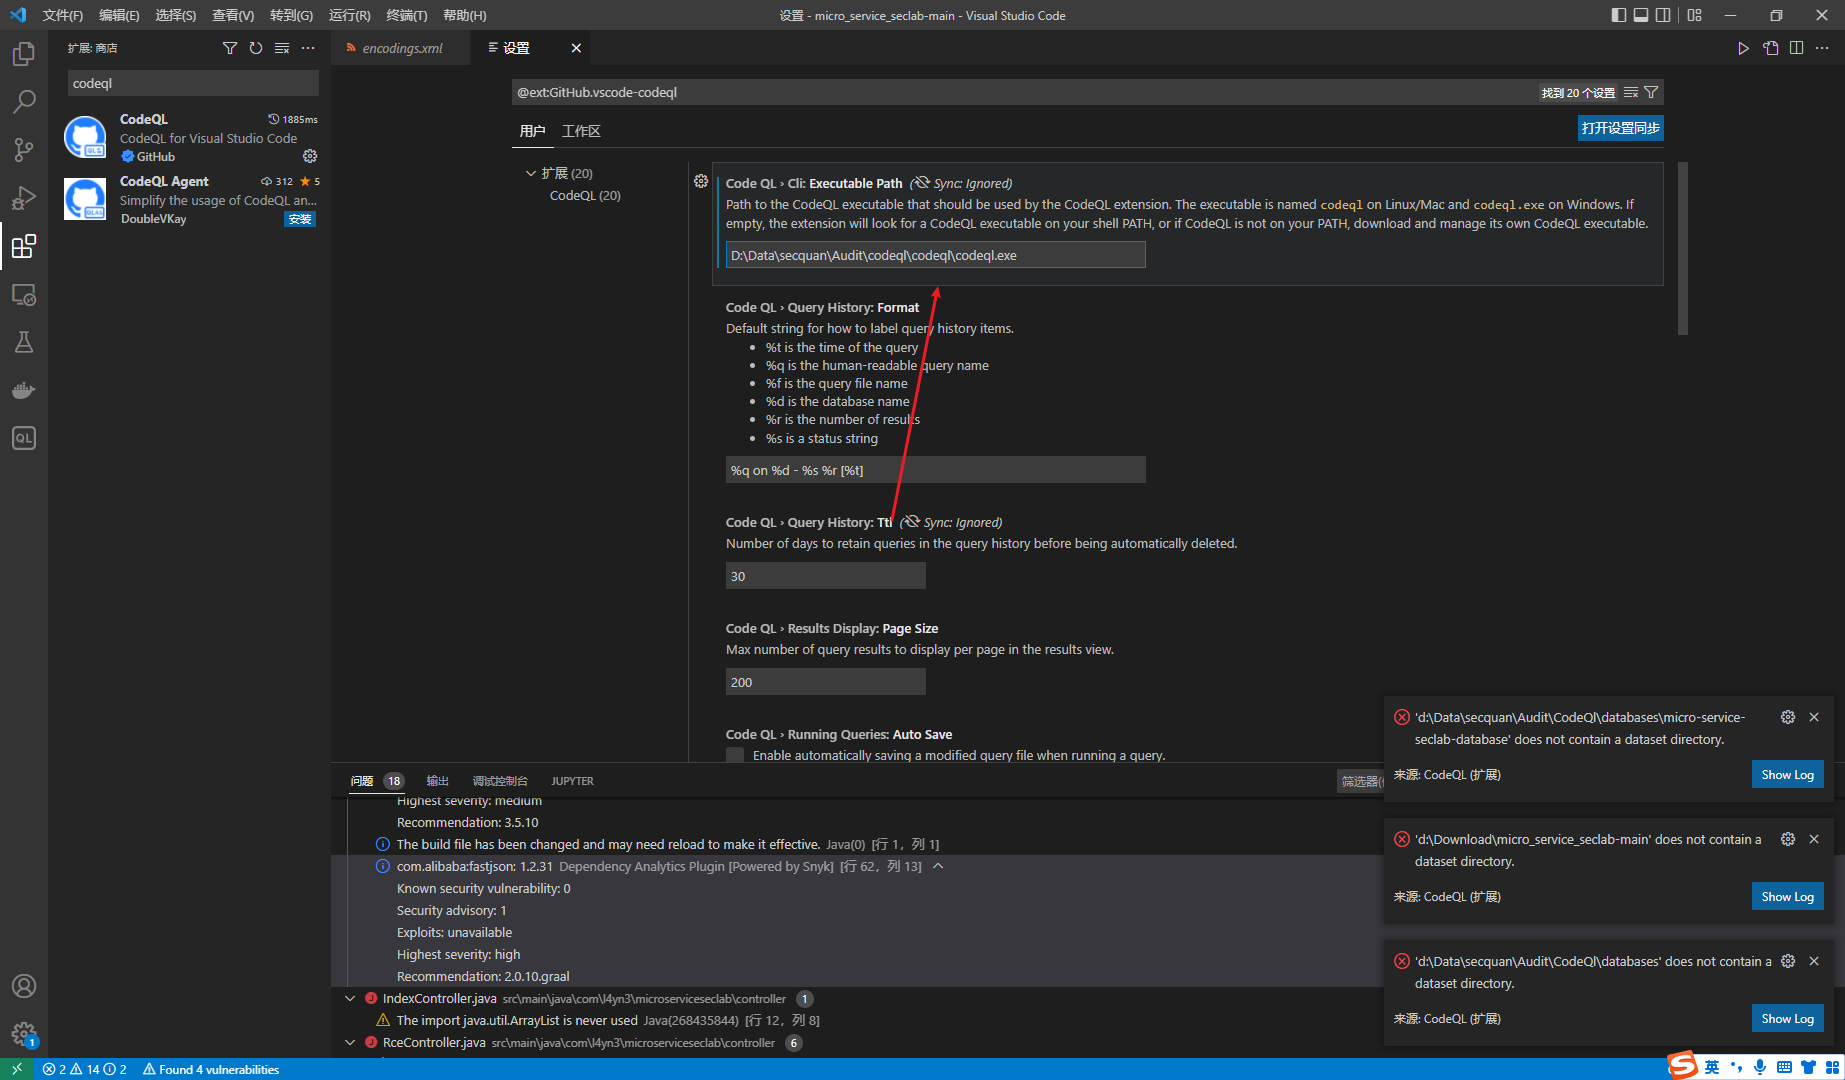 文件(F) 编辑(E) 选择(S) 查看(V) 转到(G) 运行(R) 终端(T) 帮助(H)
设置 - micro_service_seclab-main - Visual Studio Code
扩展: 商店
codeql
CodeQL 1885ms
CodeQL for Visual Studio Code
GitHub
CodeQL Agent 312 5
Simplify the usage of CodeQL an...
DoubleVKay 安装
encodings.xml 设置
@ext:GitHub.vscode-codeql 找到 20 个设置
用户 工作区 打开设置同步
扩展 (20)
CodeQL (20)
Code QL › Cli: Executable Path ( Sync: Ignored)
Path to the CodeQL executable that should be used by the CodeQL extension. The executable is named codeql on Linux/Mac and codeql.exe on Windows. If
empty, the extension will look for a CodeQL executable on your shell PATH, or if CodeQL is not on your PATH, download and manage its own CodeQL executable.
D:\Data\secquan\Audit\codeql\codeql\codeql.exe
Code QL › Query History: Format
Default string for how to label query history items.
• %t is the time of the query
• %q is the human-readable query name
• %f is the query file name
• %d is the database name
• %r is the number of results
• %s is a status string
%q on %d - %s %r [%t]
Code QL › Query History: Ttl ( Sync: Ignored)
Number of days to retain queries in the query history before being automatically deleted.
30
Code QL › Results Display: Page Size
Max number of query results to display per page in the results view.
200
Code QL › Running Queries: Auto Save
Enable automatically saving a modified query file when running a query.
问题 18 输出 调试控制台 JUPYTER
筛选器(
Highest severity: medium
Recommendation: 3.5.10
The build file has been changed and may need reload to make it effective. Java(0) [行 1，列 1]
com.alibaba:fastjson: 1.2.31 Dependency Analytics Plugin [Powered by Snyk] [行 62，列 13]
Known security vulnerability: 0
Security advisory: 1
Exploits: unavailable
Highest severity: high
Recommendation: 2.0.10.graal
IndexController.java src\main\java\com\l4yn3\microserviceseclab\controller 1
The import java.util.ArrayList is never used Java(268435844) [行 12，列 8]
RceController.java src\main\java\com\l4yn3\microserviceseclab\controller 6
'd:\Data\secquan\Audit\CodeQl\databases\micro-service-
seclab-database' does not contain a dataset directory.
来源: CodeQL (扩展) Show Log
'd:\Download\micro_service_seclab-main' does not contain a
dataset directory.
来源: CodeQL (扩展) Show Log
'd:\Data\secquan\Audit\CodeQl\databases' does not contain a
dataset directory.
来源: CodeQL (扩展) Show Log
QL
1
2 14 2 Found 4 vulnerabilities
S 英